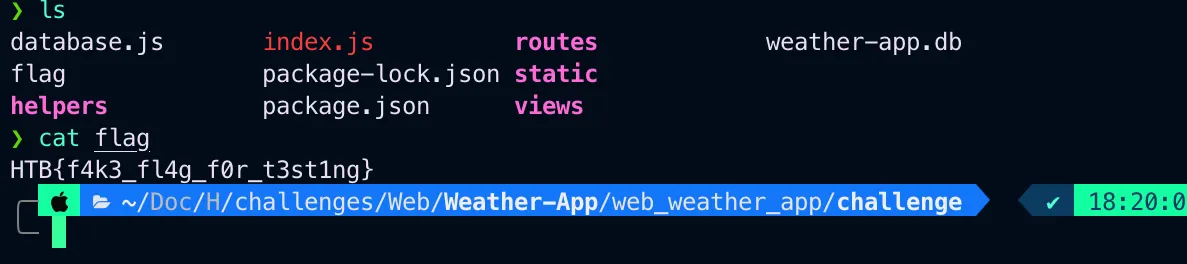 ❯ ls
database.js index.js routes weather-app.db
flag package-lock.json static
helpers package.json views
❯ cat flag
HTB{f4k3_fl4g_f0r_t3st1ng}
~/Doc/H/challenges/Web/Weather-App/web_weather_app/challenge ✔ 18:20:0